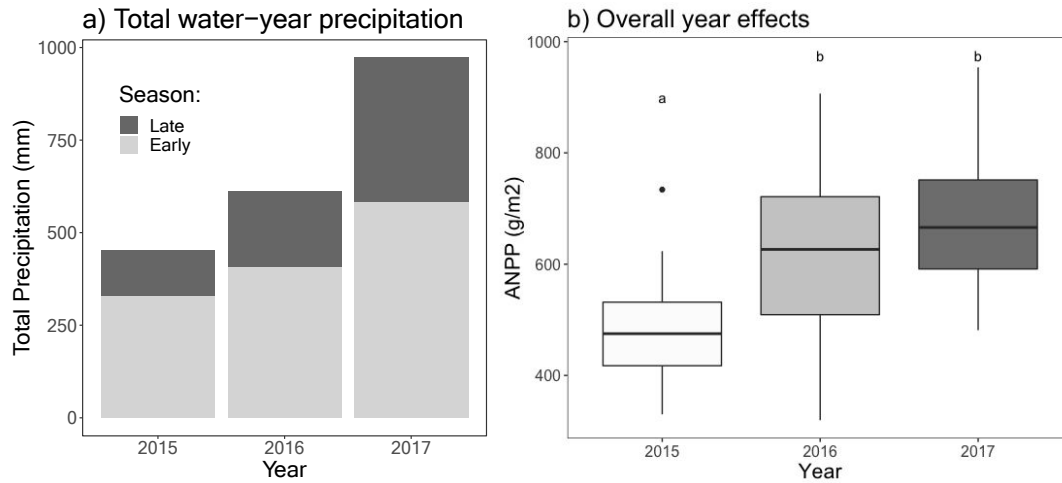 a) Total water−year precipitation
Total Precipitation (mm)
1000
750
500
250
0
Season:
Late
Early
2015
2016
2017
Year
b) Overall year effects
ANPP (g/m2)
1000
800
600
400
a
b
b
2015
2016
2017
Year